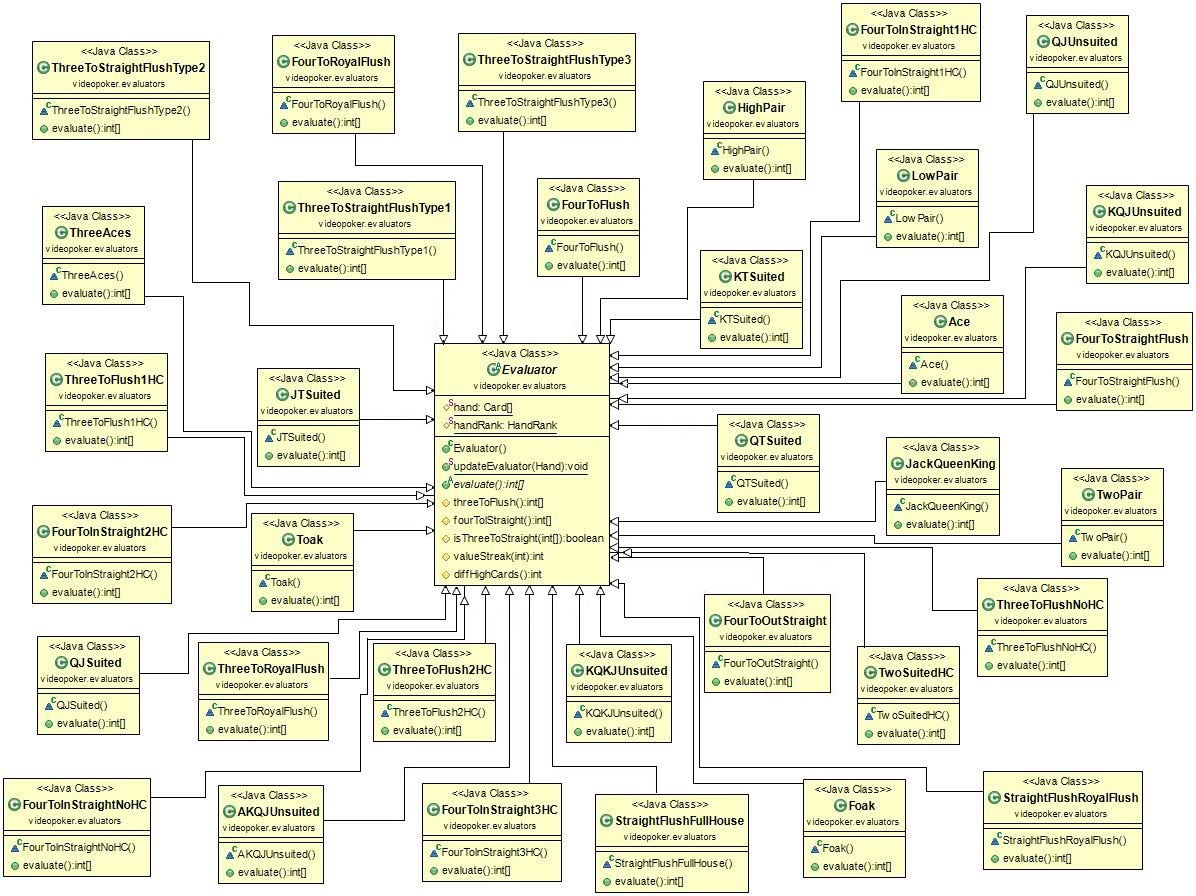 <<Java Class>>
ThreeToStraightFlushType2
videopoker.evaluators
ThreeToStraightFlushType2()
evaluate():int[]
<<Java Class>>
FourToRoyalFlush
videopoker.evaluators
FourToRoyalFlush()
evaluate():int[]
<<Java Class>>
ThreeToStraightFlushType3
videopoker.evaluators
ThreeToStraightFlushType3()
evaluate():int[]
<<Java Class>>
HighPair
videopoker.evaluators
HighPair()
evaluate():int[]
<<Java Class>>
FourToInStraight1HC
videopoker.evaluators
FourToInStraight1HC()
evaluate():int[]
<<Java Class>>
QJUnsuited
videopoker.evaluators
QJUnsuited()
evaluate():int[]
<<Java Class>>
ThreeAces
videopoker.evaluators
ThreeAces()
evaluate():int[]
<<Java Class>>
ThreeToStraightFlushType1
videopoker.evaluators
ThreeToStraightFlushType1()
evaluate():int[]
<<Java Class>>
FourToFlush
videopoker.evaluators
FourToFlush()
evaluate():int[]
<<Java Class>>
KTSuited
videopoker.evaluators
KTSuited()
evaluate():int[]
<<Java Class>>
LowPair
videopoker.evaluators
LowPair()
evaluate():int[]
<<Java Class>>
KQJUnsuited
videopoker.evaluators
KQJUnsuited()
evaluate():int[]
<<Java Class>>
Ace
videopoker.evaluators
Ace()
evaluate():int[]
<<Java Class>>
FourToStraightFlush
videopoker.evaluators
FourToStraightFlush()
evaluate():int[]
<<Java Class>>
ThreeToFlush1HC
videopoker.evaluators
ThreeToFlush1HC()
evaluate():int[]
<<Java Class>>
JTSuited
videopoker.evaluators
JTSuited()
evaluate():int[]
<<Java Class>>
Evaluator
videopoker.evaluators
hand: Card[]
handRank: HandRank
Evaluator()
updateEvaluator(Hand):void
evaluate():int[]
threeToFlush():int[]
fourToIStraight():int[]
isThreeToStraight(int[]):boolean
valueStreak(int):int
diffHighCards():int
<<Java Class>>
QTSuited
videopoker.evaluators
QTSuited()
evaluate():int[]
<<Java Class>>
JackQueenKing
videopoker.evaluators
JackQueenKing()
evaluate():int[]
<<Java Class>>
TwoPair
videopoker.evaluators
TwoPair()
evaluate():int[]
<<Java Class>>
FourToInStraight2HC
videopoker.evaluators
FourToInStraight2HC()
evaluate():int[]
<<Java Class>>
Toak
videopoker.evaluators
Toak()
evaluate():int[]
<<Java Class>>
FourToOutStraight
videopoker.evaluators
FourToOutStraight()
evaluate():int[]
<<Java Class>>
ThreeToFlushNoHC
videopoker.evaluators
ThreeToFlushNoHC()
evaluate():int[]
<<Java Class>>
QJSuited
videopoker.evaluators
QJSuited()
evaluate():int[]
<<Java Class>>
ThreeToRoyalFlush
videopoker.evaluators
ThreeToRoyalFlush()
evaluate():int[]
<<Java Class>>
ThreeToFlush2HC
videopoker.evaluators
ThreeToFlush2HC()
evaluate():int[]
<<Java Class>>
KQKJUnsuited
videopoker.evaluators
KQKJUnsuited()
evaluate():int[]
<<Java Class>>
TwoSuitedHC
videopoker.evaluators
TwoSuitedHC()
evaluate():int[]
<<Java Class>>
FourToInStraightNoHC
videopoker.evaluators
FourToInStraightNoHC()
evaluate():int[]
<<Java Class>>
AKQJUnsuited
videopoker.evaluators
AKQJUnsuited()
evaluate():int[]
<<Java Class>>
FourToInStraight3HC
videopoker.evaluators
FourToInStraight3HC()
evaluate():int[]
<<Java Class>>
StraightFlushFullHouse
videopoker.evaluators
StraightFlushFullHouse()
evaluate():int[]
<<Java Class>>
Foak
videopoker.evaluators
Foak()
evaluate():int[]
<<Java Class>>
StraightFlushRoyalFlush
videopoker.evaluators
StraightFlushRoyalFlush()
evaluate():int[]